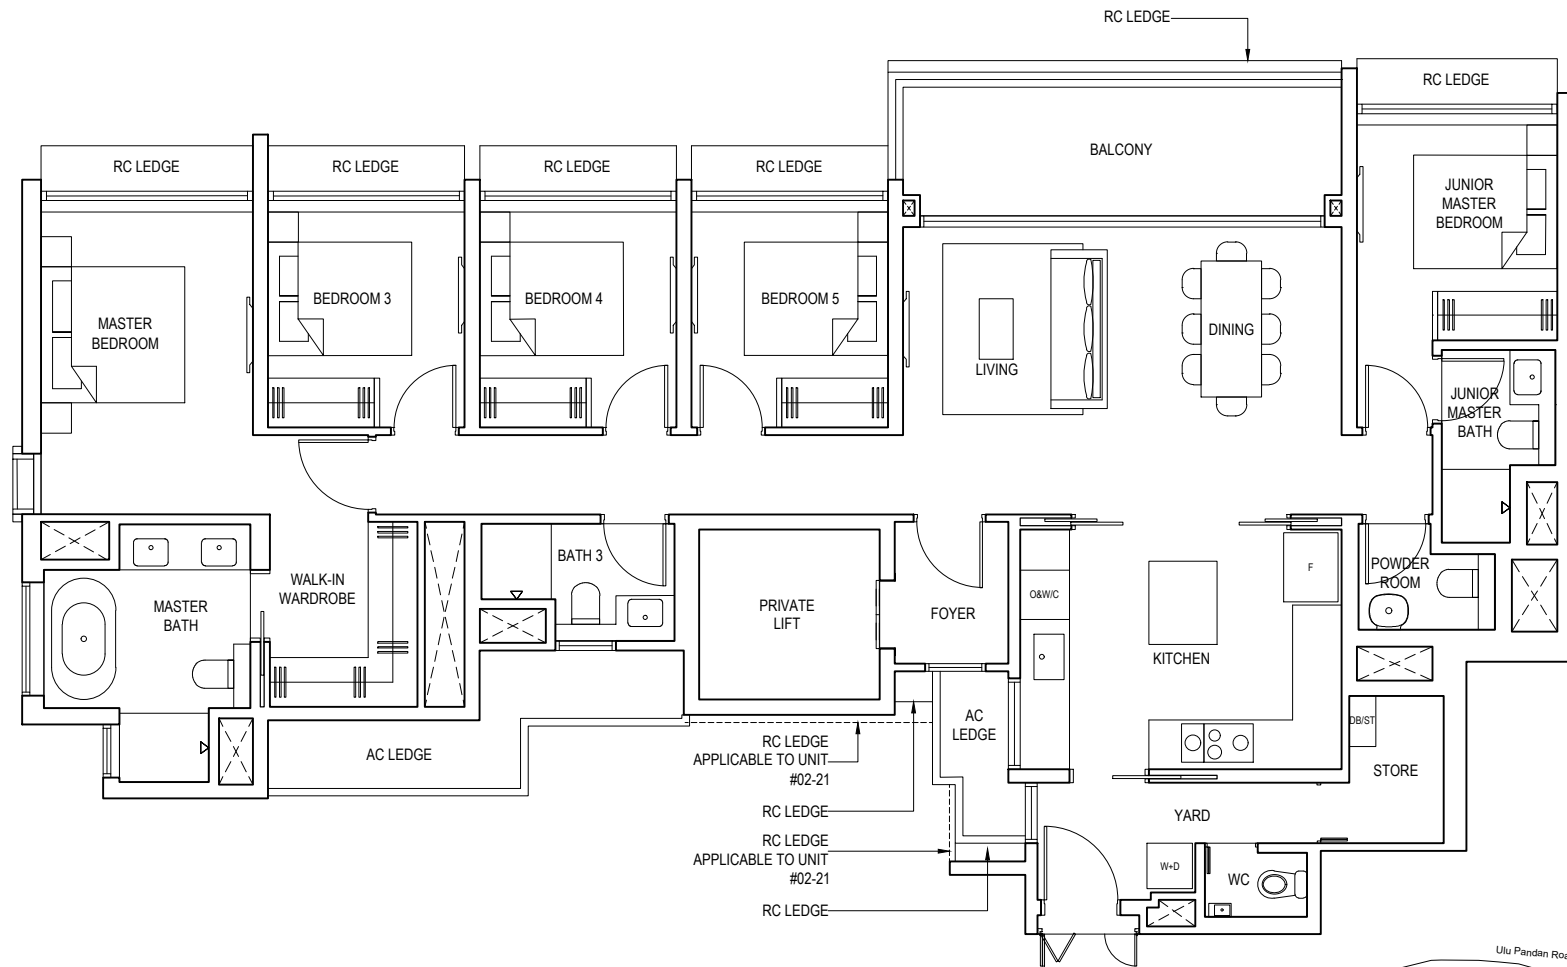 RC LEDGE
RC LEDGE
RC LEDGE
RC LEDGE
RC LEDGE
RC LEDGE
BALCONY
JUNIOR
MASTER
BEDROOM
MASTER
BEDROOM
BEDROOM 3
BEDROOM 4
BEDROOM 5
LIVING
DINING
JUNIOR
MASTER
BATH
MASTER
BATH
WALK-IN
WARDROBE
BATH 3
PRIVATE
LIFT
FOYER
O&W/C
KITCHEN
F
POWDER
ROOM
AC LEDGE
AC
LEDGE
DB/ST
STORE
RC LEDGE
APPLICABLE TO UNIT
#02-21
RC LEDGE
RC LEDGE
APPLICABLE TO UNIT
#02-21
RC LEDGE
YARD
W+D
WC
Ulu Pandan Roa